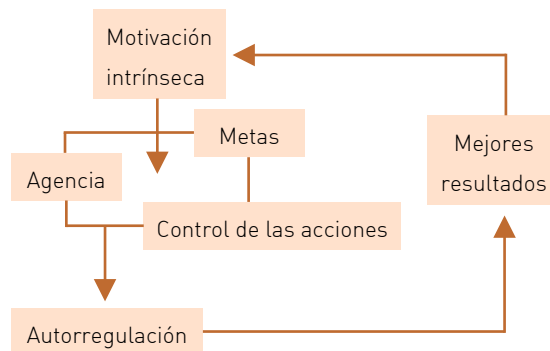 Motivación
intrínseca
Metas
Agencia
Control de las acciones
Autorregulación
Mejores
resultados